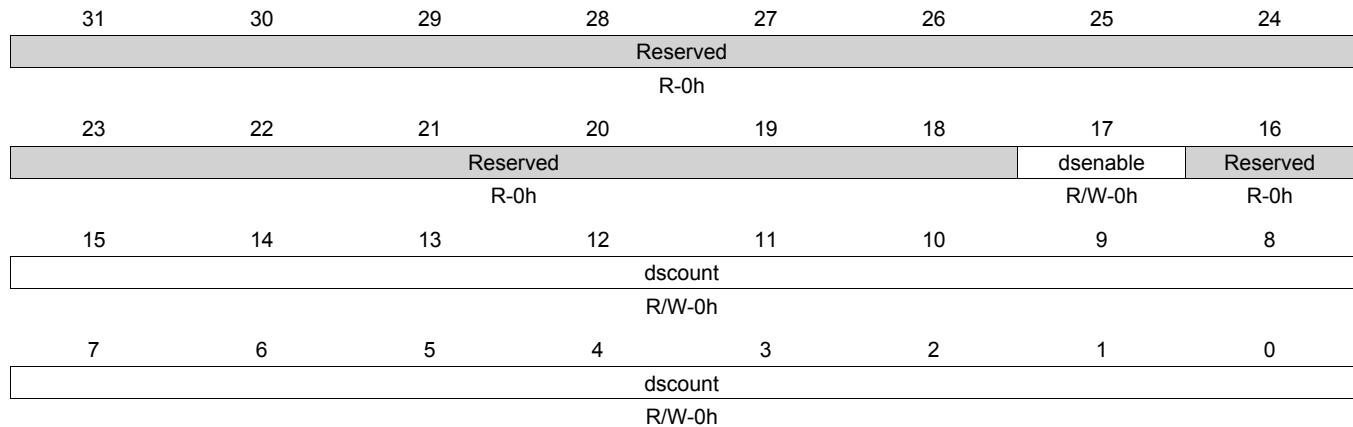 31 30 29 28 27 26 25 24
Reserved
R-0h
23 22 21 20 19 18 17 16
Reserved dsenable Reserved
R-0h R/W-0h R-0h
15 14 13 12 11 10 9 8
dscount
R/W-0h
7 6 5 4 3 2 1 0
dscount
R/W-0h